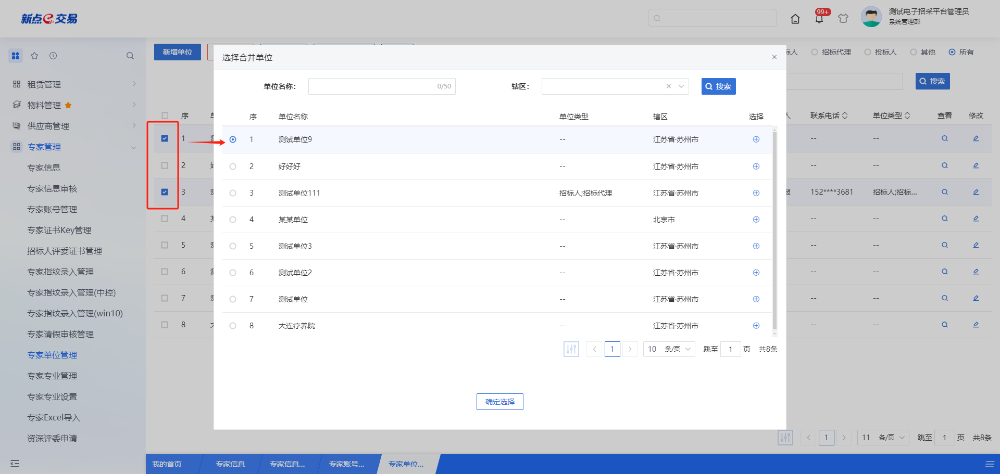 新点e交易
99+
测试电子招采平台管理员
系统管理部
新增单位
招标代理
投标人
其他
所有
搜索
租赁管理
物料管理
供应商管理
专家管理
专家信息
专家信息审核
专家账号管理
专家证书Key管理
招标人评委证书管理
专家指纹录入管理
专家指纹录入管理(中控)
专家指纹录入管理(win10)
专家请假审核管理
专家单位管理
专家专业管理
专家专业设置
专家Excel导入
资深评委申请
序
1
2
3
4
5
6
7
8
选择合并单位
×
单位名称：
0/50
辖区：
搜索
序 单位名称 单位类型 辖区 选择
1 测试单位9 -- 江苏省·苏州市
2 好好好 -- 江苏省·苏州市
3 测试单位111 招标人;招标代理 江苏省·苏州市
4 某某单位 -- 北京市
5 测试单位3 -- 江苏省·苏州市
6 测试单位2 -- 江苏省·苏州市
7 测试单位 -- 江苏省·苏州市
8 大连疗养院 -- 江苏省·苏州市
1 10 条/页 跳至 1 页 共8条
确定选择
人 联系电话 单位类型 查看 修改
-- --
-- --
152****3681 招标人;招标...
-- --
-- --
-- --
-- --
-- --
1 11 条/页 跳至 1 页 共8条
我的首页 专家信息 专家信息... 专家账号... 专家单位...